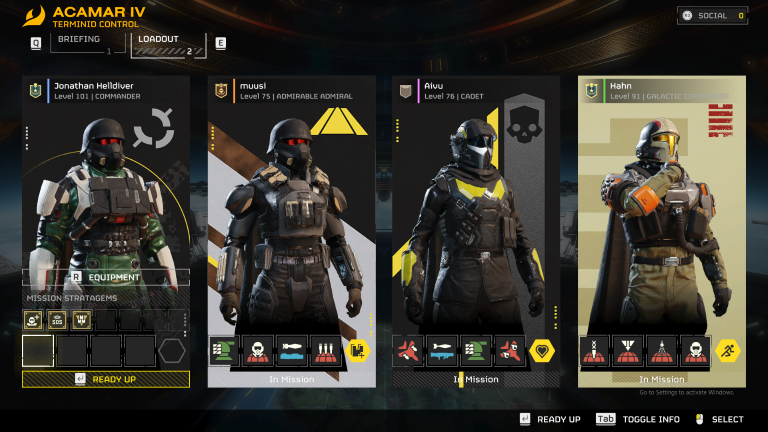 ACAMAR IV
TERMINID CONTROL
SOCIAL 0
Q BRIEFING 1 LOADOUT 2 E
Jonathan Helldiver
Level 101 | COMMANDER
muusi
Level 75 | ADMIRABLE ADMIRAL
Aivu
Level 76 | CADET
Hahn
Level 91 | GALACTIC
R EQUIPMENT
MISSION STRATAGEMS
SOS
READY UP
In Mission
In Mission
In Mission
Go to Settings to activate Windows.
READY UP Tab TOGGLE INFO SELECT